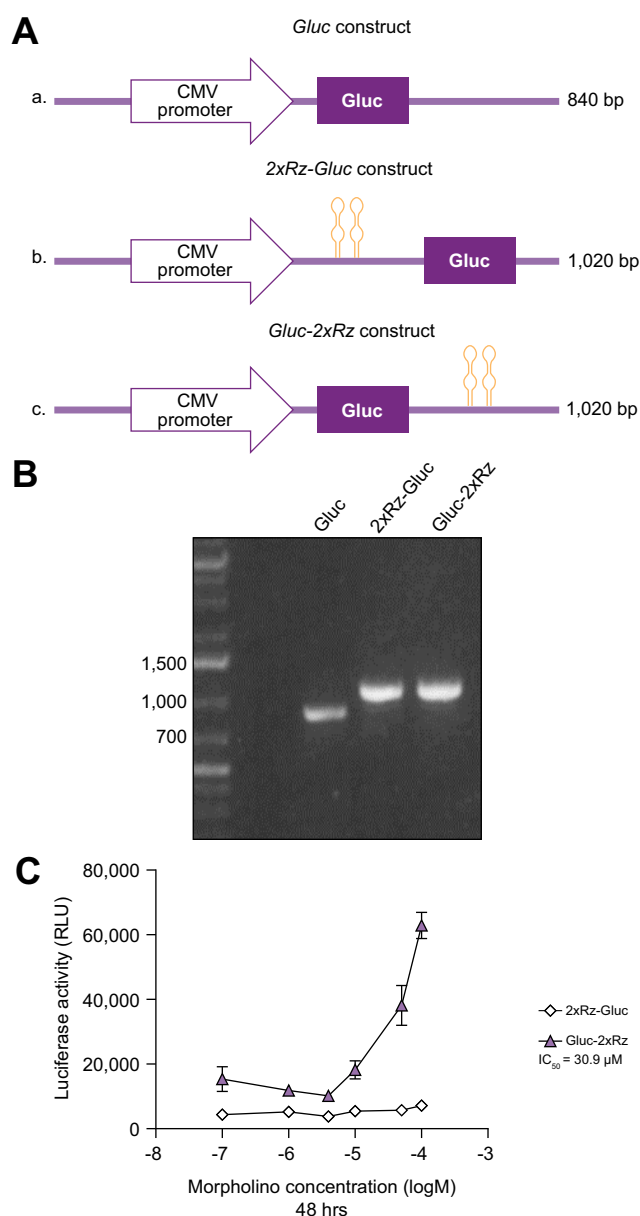 A
Gluc construct
a.
CMV
promoter
Gluc
840 bp
2xRz-Gluc construct
b.
CMV
promoter
Gluc
1,020 bp
Gluc-2xRz construct
c.
CMV
promoter
Gluc
1,020 bp
B
Gluc
2xRz-Gluc
Gluc-2xRz
1,500
1,000
700
C
Luciferase activity (RLU)
80,000
60,000
40,000
20,000
0
-8
-7
-6
-5
-4
-3
Morpholino concentration (logM)
48 hrs
2xRz-Gluc
Gluc-2xRz
IC50 = 30.9 µM